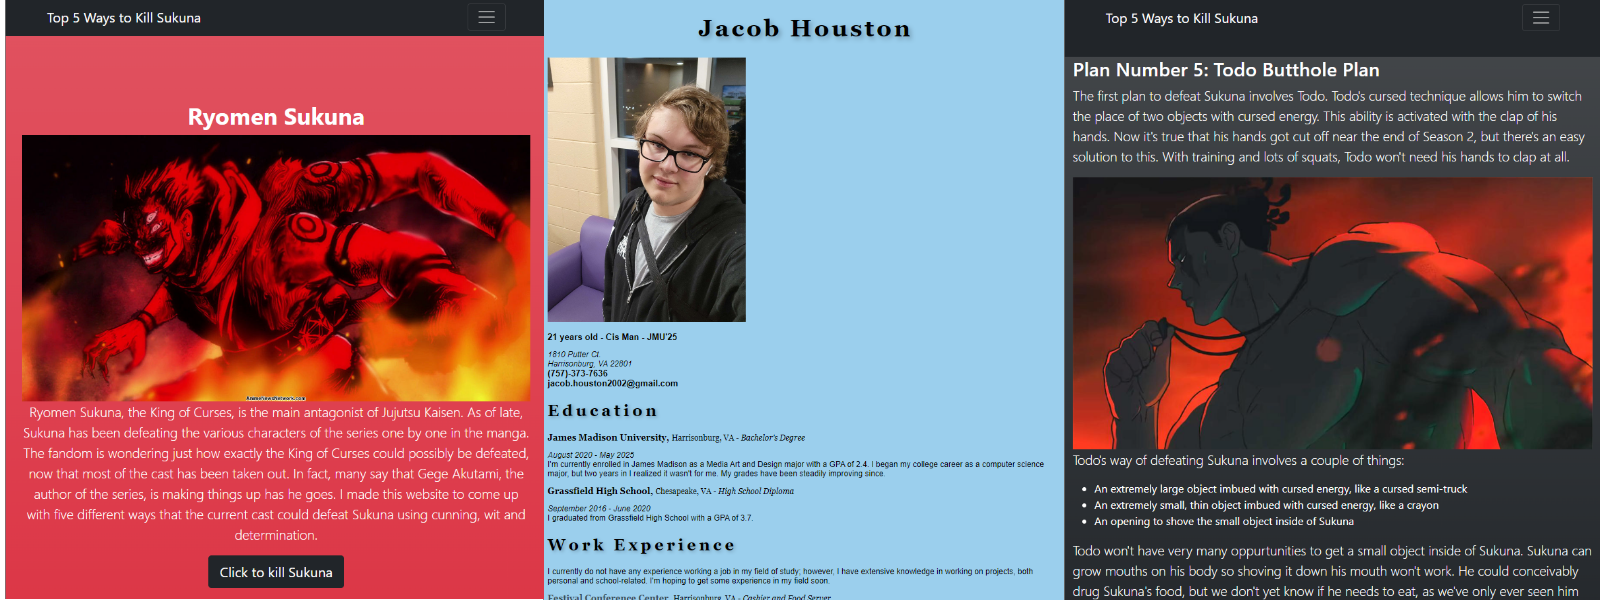 Top 5 Ways to Kill Sukuna
Ryomen Sukuna
Ryomen Sukuna, the King of Curses, is the main antagonist of Jujutsu Kaisen. As of late,
Sukuna has been defeating the various characters of the series one by one in the manga.
The fandom is wondering just how exactly the King of Curses could possibly be defeated,
now that most of the cast has been taken out. In fact, many say that Gege Akutami, the
author of the series, is making things up has he goes. I made this website to come up
with five different ways that the current cast could defeat Sukuna using cunning, wit and
determination.
Click to kill Sukuna
Jacob Houston
21 years old - Cis Man - JMU'25
1810 Putter Ct.
Harrisonburg, VA 22801
(757)-373-7636
jacob.houston2002@gmail.com
Education
James Madison University, Harrisonburg, VA - Bachelor's Degree
August 2020 - May 2025
I'm currently enrolled in James Madison as a Media Art and Design major with a GPA of 2.4. I began my college career as a computer science
major, but two years in I realized it wasn't for me. My grades have been steadily improving since.
Grassfield High School, Chesapeake, VA - High School Diploma
September 2016 - June 2020
I graduated from Grassfield High School with a GPA of 3.7.
Work Experience
I currently do not have any experience working a job in my field of study; however, I have extensive knowledge in working on projects, both
personal and school-related. I'm hoping to get some experience in my field soon.
Festival Conference Center, Harrisonburg, VA - Cashier and Food Server
Top 5 Ways to Kill Sukuna
Plan Number 5: Todo Butthole Plan
The first plan to defeat Sukuna involves Todo. Todo's cursed technique allows him to switch
the place of two objects with cursed energy. This ability is activated with the clap of his
hands. Now it's true that his hands got cut off near the end of Season 2, but there's an easy
solution to this. With training and lots of squats, Todo won't need his hands to clap at all.
Todo's way of defeating Sukuna involves a couple of things:
• An extremely large object imbued with cursed energy, like a cursed semi-truck
• An extremely small, thin object imbued with cursed energy, like a crayon
• An opening to shove the small object inside of Sukuna
Todo won't have very many oppurtunities to get a small object inside of Sukuna. Sukuna can
grow mouths on his body so shoving it down his mouth won't work. He could conceivably
drug Sukuna's food, but we don't yet know if he needs to eat, as we've only ever seen him